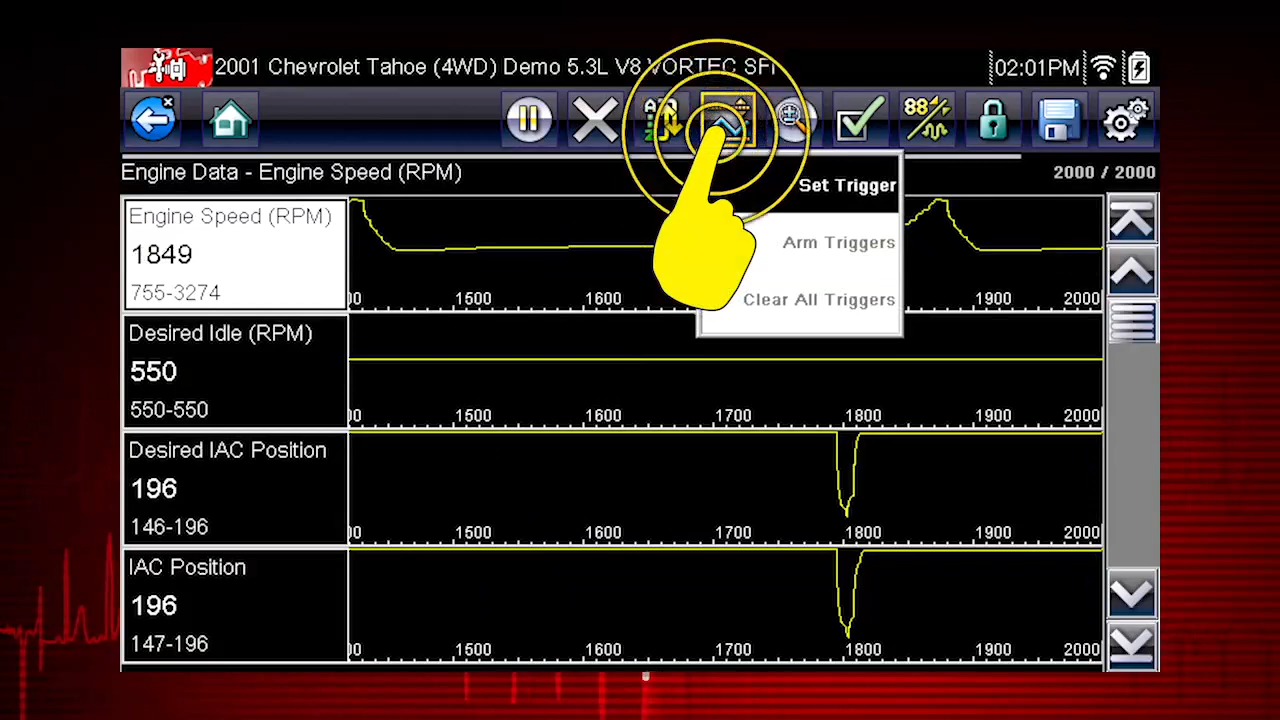 2001 Chevrolet Tahoe (4WD) Demo 5.3L V8 VORTEC SFI
02:01PM
Engine Data - Engine Speed (RPM)
2000 / 2000
Set Trigger
Arm Triggers
Clear All Triggers
Engine Speed (RPM)
1849
755-3274
1500 1600 1900 2000
Desired Idle (RPM)
550
550-550
1500 1600 1700 1800 1900 2000
Desired IAC Position
196
146-196
1500 1600 1700 1800 1900 2000
IAC Position
196
147-196
1500 1600 1700 1800 1900 2000